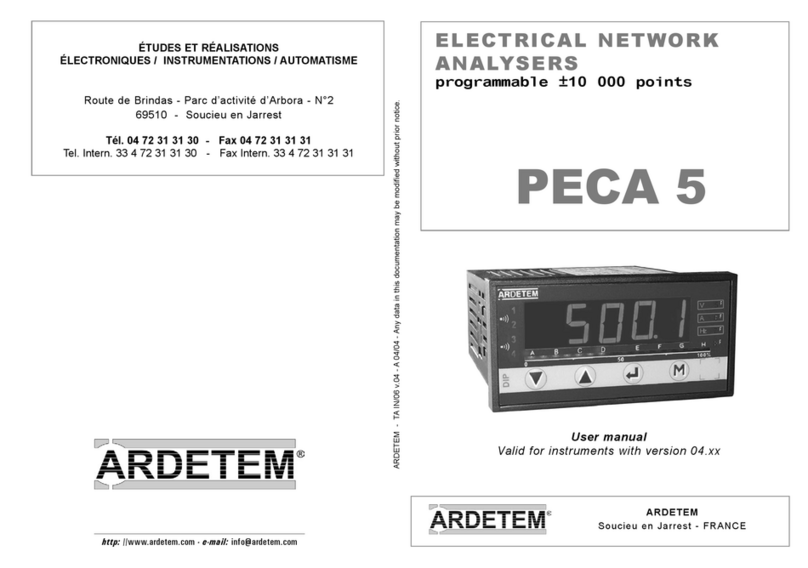 ÉTUDES ET RÉALISATIONS
ÉLECTRONIQUES / INSTRUMENTATIONS / AUTOMATISME
Route de Brindas - Parc d'activité d'Arbora - N°2
69510 - Soucieu en Jarrest
Tél. 04 72 31 31 30 - Fax 04 72 31 31 31
Tel. Intern. 33 4 72 31 31 30 - Fax Intern. 33 4 72 31 31 31
ARDETEM®
http: //www.ardetem.com - e-mail: info@ardetem.com
ARDETEM - TA IN/06 v.04 - A 04/04 - Any data in this documentation may be modified without prior notice.
ELECTRICAL NETWORK
ANALYSERS
programmable ±10 000 points
PECA 5
ARDETEM
1
2
3
4
500.1
V
A
Hz
A B C D E F G H I
0 50 100%
DIP
M
User manual
Valid for instruments with version 04.xx
ARDETEM®
ARDETEM
Soucieu en Jarrest - FRANCE